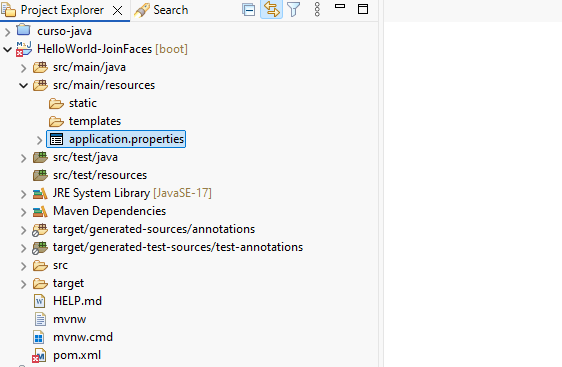 Project Explorer Search
curso-java
HelloWorld-JoinFaces [boot]
src/main/java
src/main/resources
static
templates
application.properties
src/test/java
src/test/resources
JRE System Library [JavaSE-17]
Maven Dependencies
target/generated-sources/annotations
target/generated-test-sources/test-annotations
src
target
HELP.md
mvnw
mvnw.cmd
pom.xml